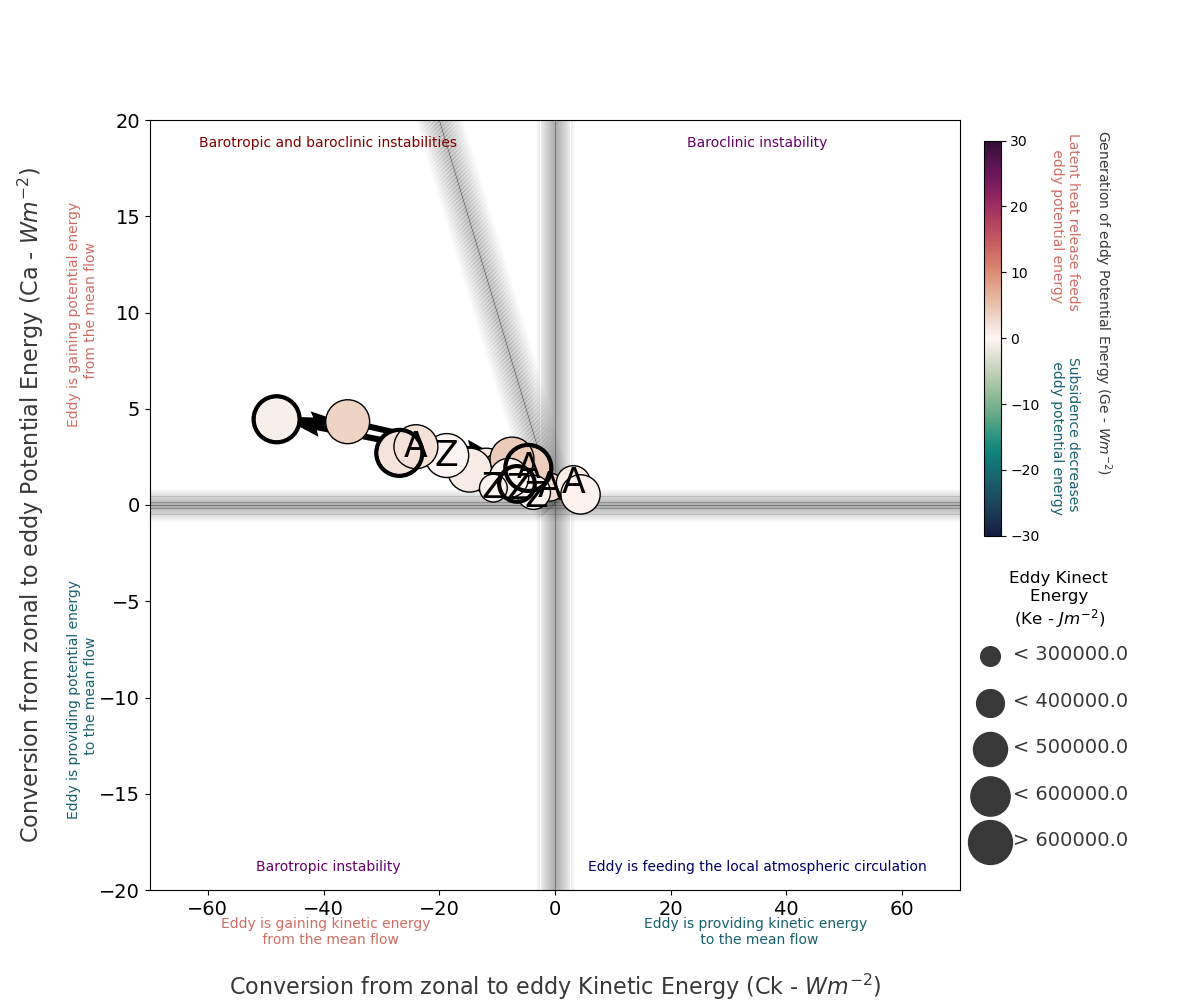 Barotropic and baroclinic instabilities
Baroclinic instability
Barotropic instability
Eddy is feeding the local atmospheric circulation
Conversion from zonal to eddy Potential Energy (Ca - Wm⁻²)
Eddy is gaining potential energy
from the mean flow
Eddy is providing potential energy
to the mean flow
20
15
10
5
0
−5
−10
−15
−20
−60
−40
−20
0
20
40
60
Eddy is gaining kinetic energy
from the mean flow
Eddy is providing kinetic energy
to the mean flow
Conversion from zonal to eddy Kinetic Energy (Ck - Wm⁻²)
A
Z
Z
Z
A
Z
A
A
30
20
10
0
−10
−20
−30
Latent heat release feeds
eddy potential energy
Subsidence decreases
eddy potential energy
Generation of eddy Potential Energy (Ge - Wm⁻²)
Eddy Kinect
Energy
(Ke - Jm⁻²)
< 300000.0
< 400000.0
< 500000.0
< 600000.0
> 600000.0